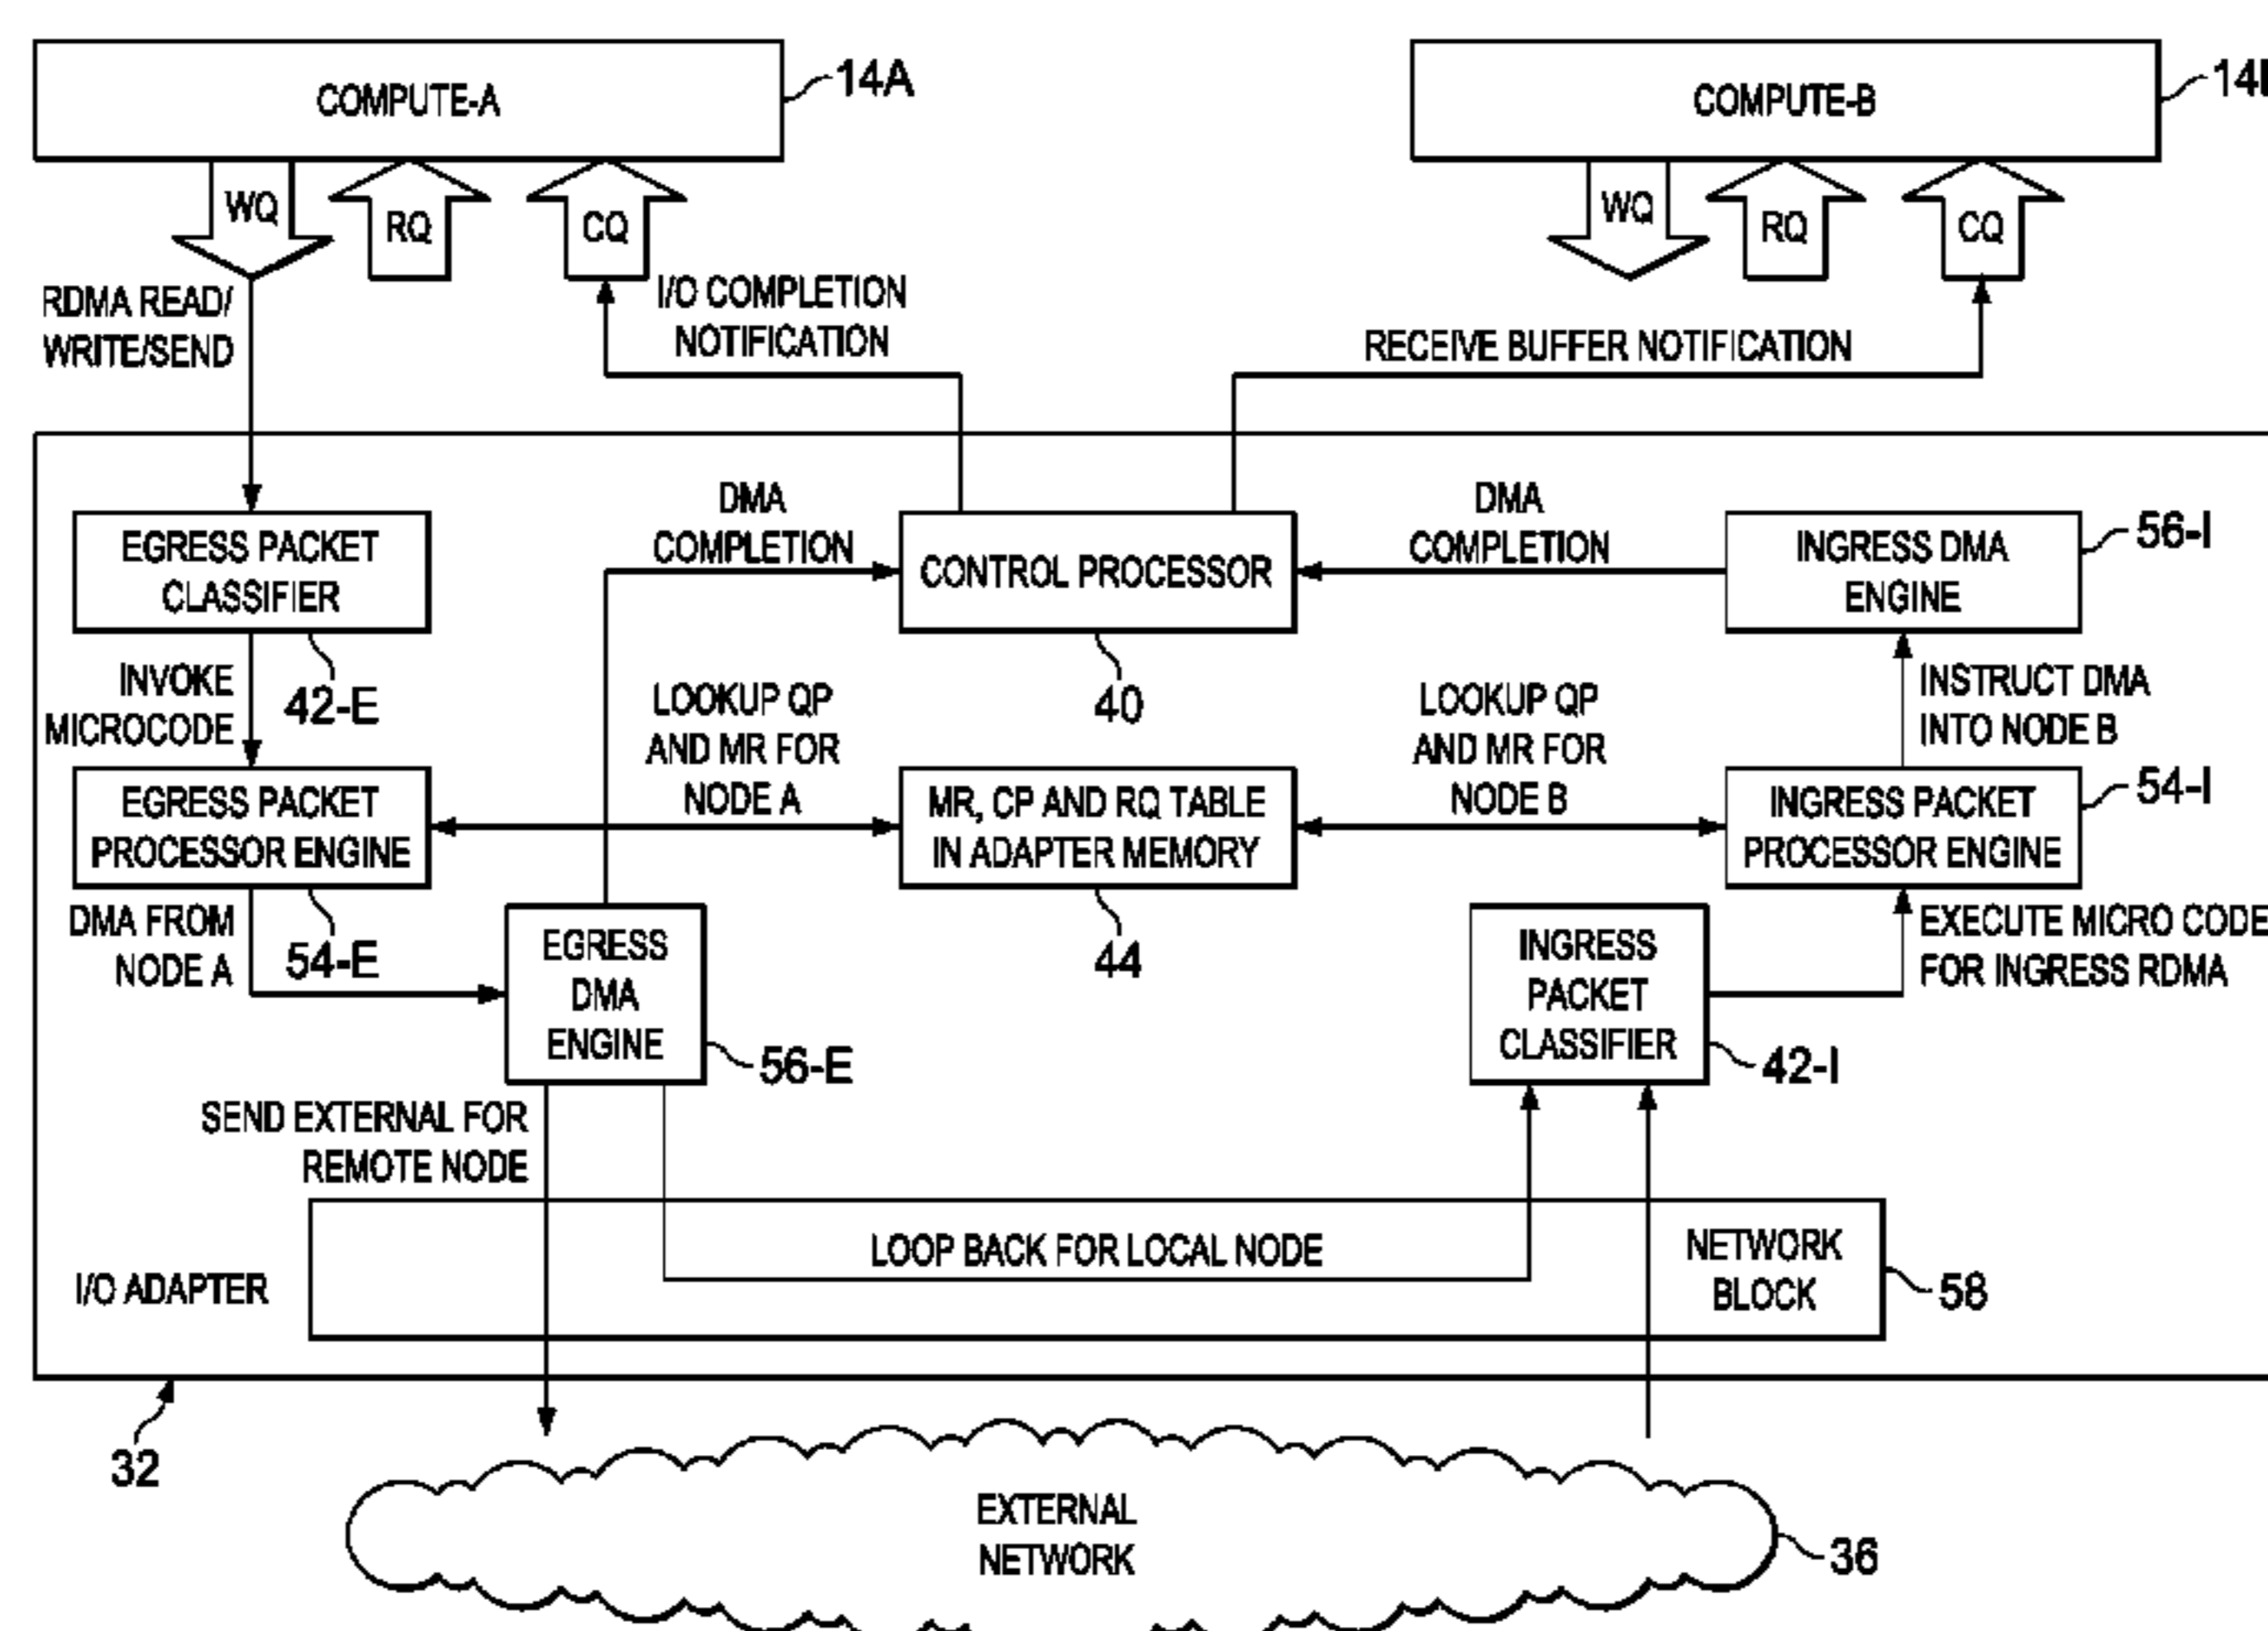 COMPUTE-A
14A
COMPUTE-B
WQ
RQ
CQ
WQ
RQ
CQ
RDMA READ/
WRITE/SEND
I/O COMPLETION
NOTIFICATION
RECEIVE BUFFER NOTIFICATION
EGRESS PACKET
CLASSIFIER
42-E
DMA
COMPLETION
CONTROL PROCESSOR
40
DMA
COMPLETION
INGRESS DMA
ENGINE
56-I
INVOKE
MICROCODE
LOOKUP QP
AND MR FOR
NODE A
LOOKUP QP
AND MR FOR
NODE B
INSTRUCT DMA
INTO NODE B
EGRESS PACKET
PROCESSOR ENGINE
54-E
MR, CP AND RQ TABLE
IN ADAPTER MEMORY
44
INGRESS PACKET
PROCESSOR ENGINE
54-I
DMA FROM
NODE A
EGRESS
DMA
ENGINE
56-E
INGRESS
PACKET
CLASSIFIER
42-I
EXECUTE MICRO CODE
FOR INGRESS RDMA
SEND EXTERNAL FOR
REMOTE NODE
LOOP BACK FOR LOCAL NODE
NETWORK
BLOCK
58
I/O ADAPTER
32
EXTERNAL
NETWORK
36